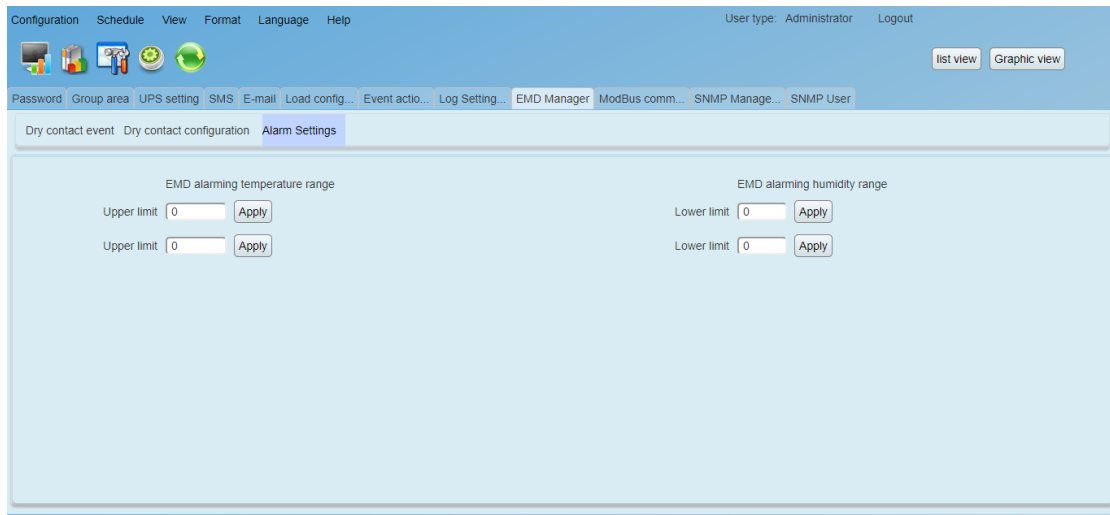 Configuration Schedule View Format Language Help User type: Administrator Logout
list view Graphic view
Password Group area UPS setting SMS E-mail Load config... Event actio... Log Setting... EMD Manager ModBus comm... SNMP Manage... SNMP User
Dry contact event Dry contact configuration Alarm Settings
EMD alarming temperature range EMD alarming humidity range
Upper limit 0 Apply Lower limit 0 Apply
Upper limit 0 Apply Lower limit 0 Apply